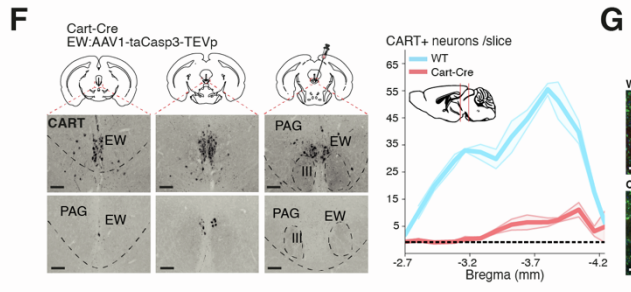 F
G
Cart-Cre
EW:AAV1-taCasp3-TEVp
CART
EW
PAG
EW
III
PAG
EW
PAG
EW
III
CART+ neurons /slice
WT
Cart-Cre
65
55
45
35
25
15
5
-2.7
-3.2
-3.7
-4.2
Bregma (mm)